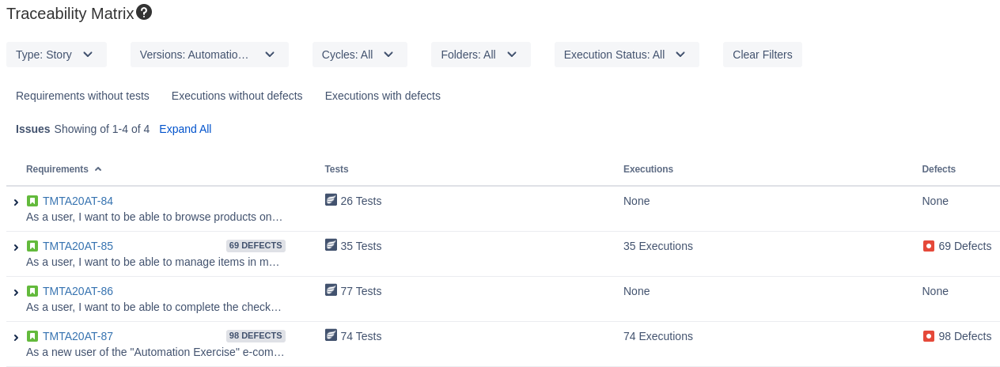 Traceability Matrix ?
Type: Story Versions: Automatio… Cycles: All Folders: All Execution Status: All Clear Filters
Requirements without tests Executions without defects Executions with defects
Issues Showing of 1-4 of 4 Expand All
Requirements Tests Executions Defects
TMTA20AT-84 26 Tests None None
As a user, I want to be able to browse products on…
TMTA20AT-85 69 DEFECTS 35 Tests 35 Executions 69 Defects
As a user, I want to be able to manage items in m…
TMTA20AT-86 77 Tests None None
As a user, I want to be able to complete the check…
TMTA20AT-87 98 DEFECTS 74 Tests 74 Executions 98 Defects
As a new user of the "Automation Exercise" e-com…